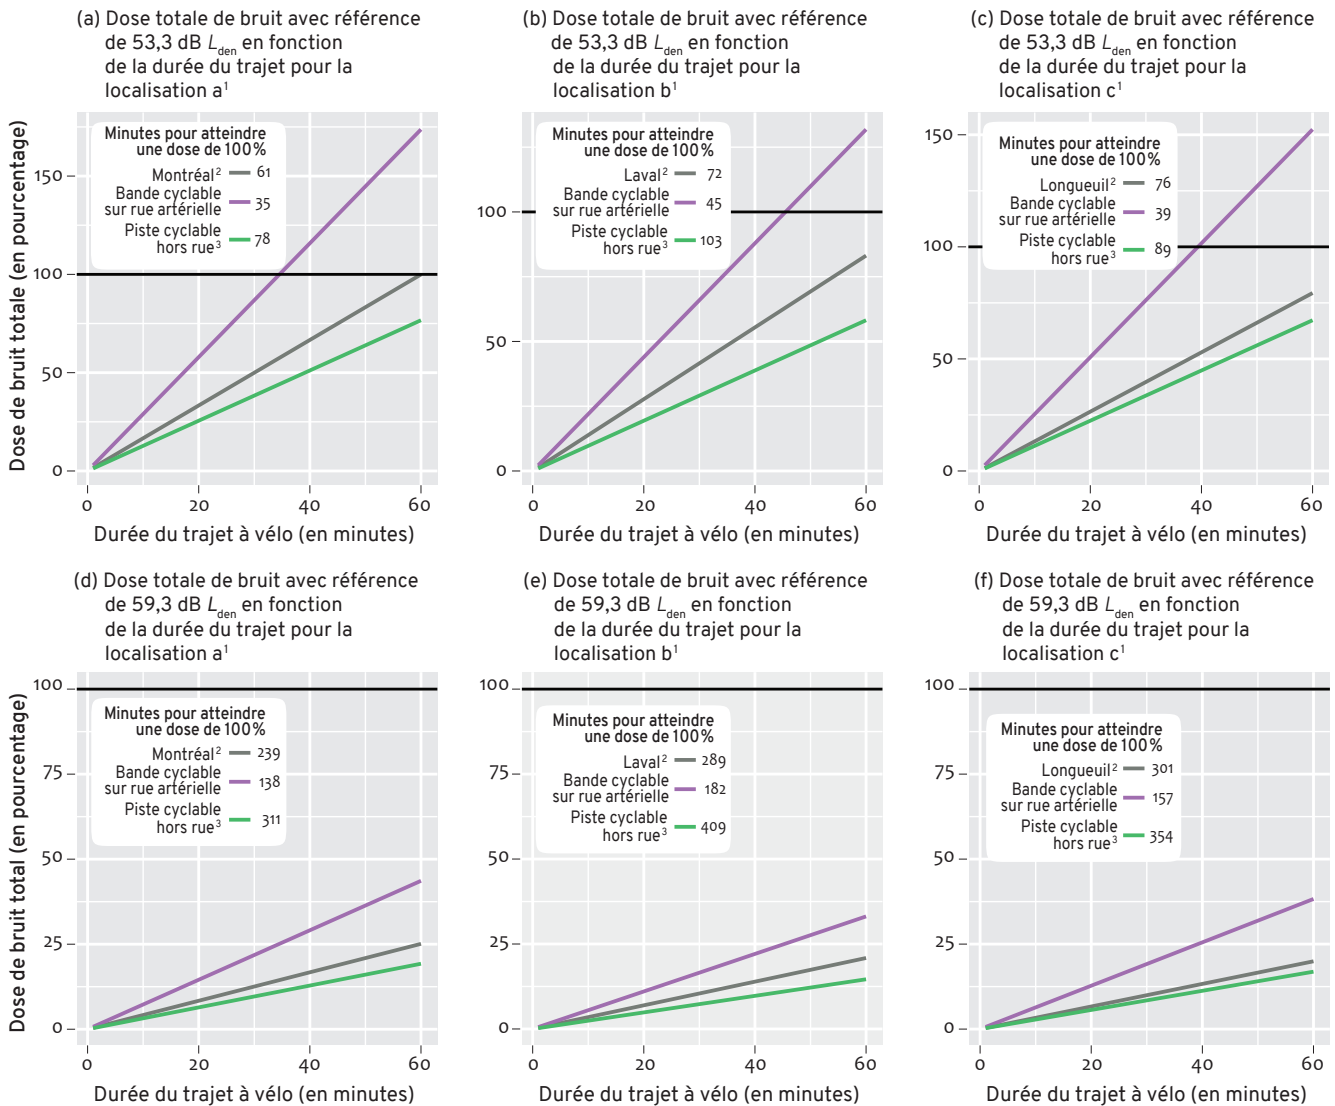 (a) Dose totale de bruit avec référence
de 53,3 dB Lden en fonction
de la durée du trajet pour la
localisation a¹
Dose de bruit totale (en pourcentage)
150
100
50
0
Minutes pour atteindre
une dose de 100%
Montréal² 61
Bande cyclable
sur rue artérielle 35
Piste cyclable
hors rue³ 78
0 20 40 60
Durée du trajet à vélo (en minutes)
(b) Dose totale de bruit avec référence
de 53,3 dB Lden en fonction
de la durée du trajet pour la
localisation b¹
100
50
0
Minutes pour atteindre
une dose de 100%
Laval² 72
Bande cyclable
sur rue artérielle 45
Piste cyclable
hors rue³ 103
0 20 40 60
Durée du trajet à vélo (en minutes)
(c) Dose totale de bruit avec référence
de 53,3 dB Lden en fonction
de la durée du trajet pour la
localisation c¹
150
100
50
0
Minutes pour atteindre
une dose de 100%
Longueuil² 76
Bande cyclable
sur rue artérielle 39
Piste cyclable
hors rue³ 89
0 20 40 60
Durée du trajet à vélo (en minutes)
(d) Dose totale de bruit avec référence
de 59,3 dB Lden en fonction
de la durée du trajet pour la
localisation a¹
Dose de bruit total (en pourcentage)
100
75
50
25
0
Minutes pour atteindre
une dose de 100%
Montréal² 239
Bande cyclable
sur rue artérielle 138
Piste cyclable
hors rue³ 311
0 20 40 60
Durée du trajet à vélo (en minutes)
(e) Dose totale de bruit avec référence
de 59,3 dB Lden en fonction
de la durée du trajet pour la
localisation b¹
100
75
50
25
0
Minutes pour atteindre
une dose de 100%
Laval² 289
Bande cyclable
sur rue artérielle 182
Piste cyclable
hors rue³ 409
0 20 40 60
Durée du trajet à vélo (en minutes)
(f) Dose totale de bruit avec référence
de 59,3 dB Lden en fonction
de la durée du trajet pour la
localisation c¹
100
75
50
25
0
Minutes pour atteindre
une dose de 100%
Longueuil² 301
Bande cyclable
sur rue artérielle 157
Piste cyclable
hors rue³ 354
0 20 40 60
Durée du trajet à vélo (en minutes)